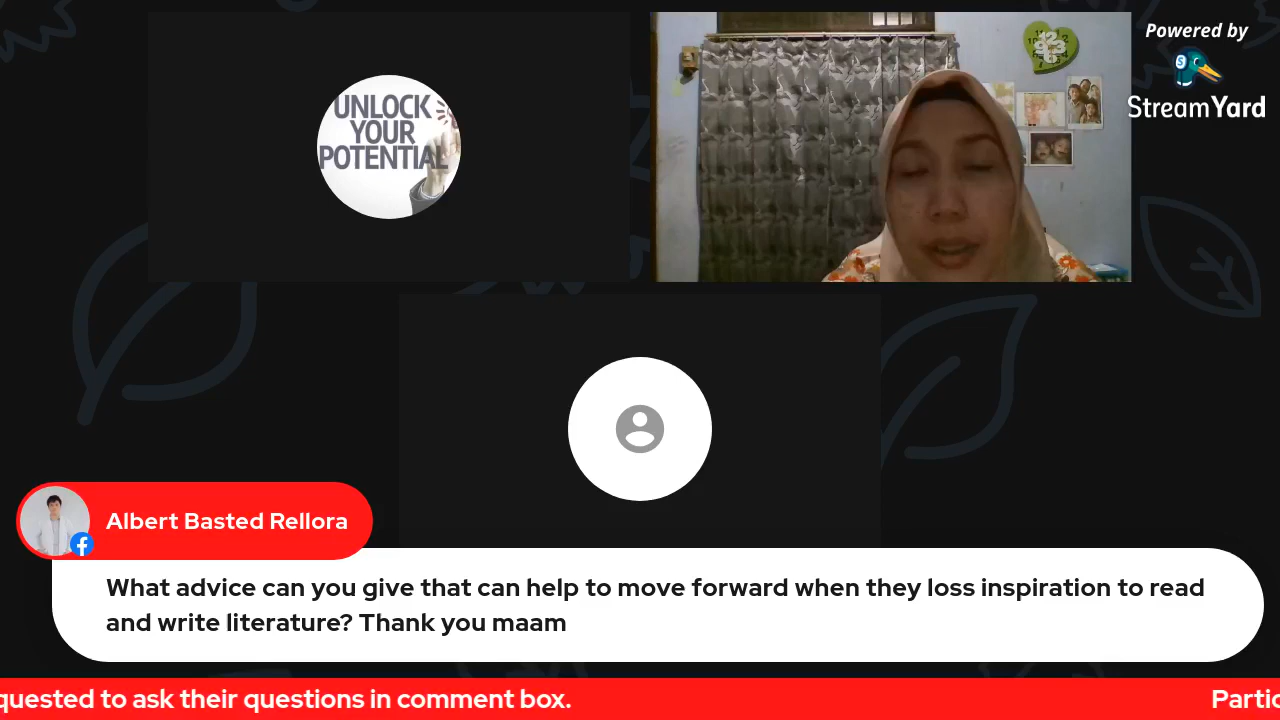 UNLOCK
YOUR
POTENTIAL
Powered by
StreamYard
Albert Basted Rellora
What advice can you give that can help to move forward when they loss inspiration to read
and write literature? Thank you maam
quested to ask their questions in comment box.
Partic